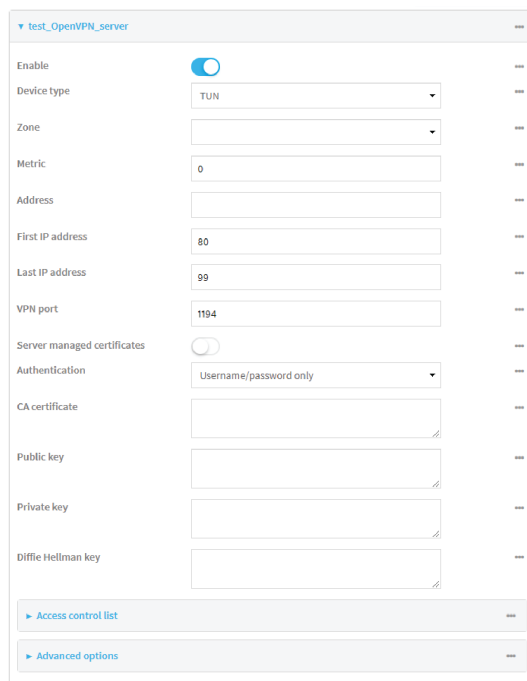 test_OpenVPN_server
Enable
Device type TUN
Zone
Metric 0
Address
First IP address 80
Last IP address 99
VPN port 1194
Server managed certificates
Authentication Username/password only
CA certificate
Public key
Private key
Diffie Hellman key
Access control list
Advanced options